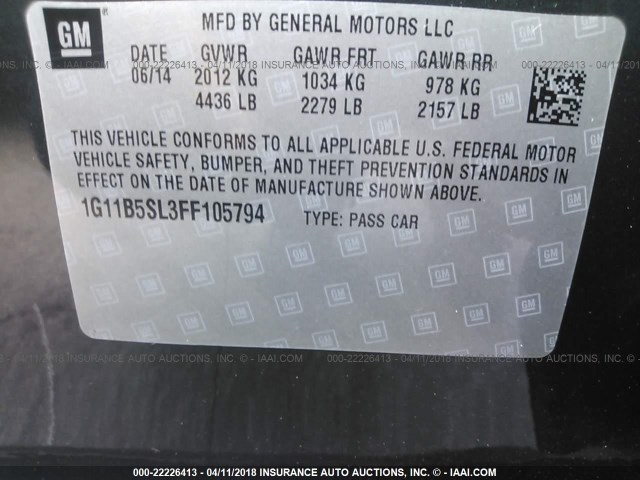 GM MFD BY GENERAL MOTORS LLC
DATE GVWR GAWR FRT GAWR RR
06/14 2012 KG 1034 KG 978 KG
4436 LB 2279 LB 2157 LB
THIS VEHICLE CONFORMS TO ALL APPLICABLE U.S. FEDERAL MOTOR
VEHICLE SAFETY, BUMPER, AND THEFT PREVENTION STANDARDS IN
EFFECT ON THE DATE OF MANUFACTURE SHOWN ABOVE.
1G11B5SL3FF105794 TYPE: PASS CAR
000-22226413 - 04/11/2018 INSURANCE AUTO AUCTIONS, INC. - © IAAI.COM